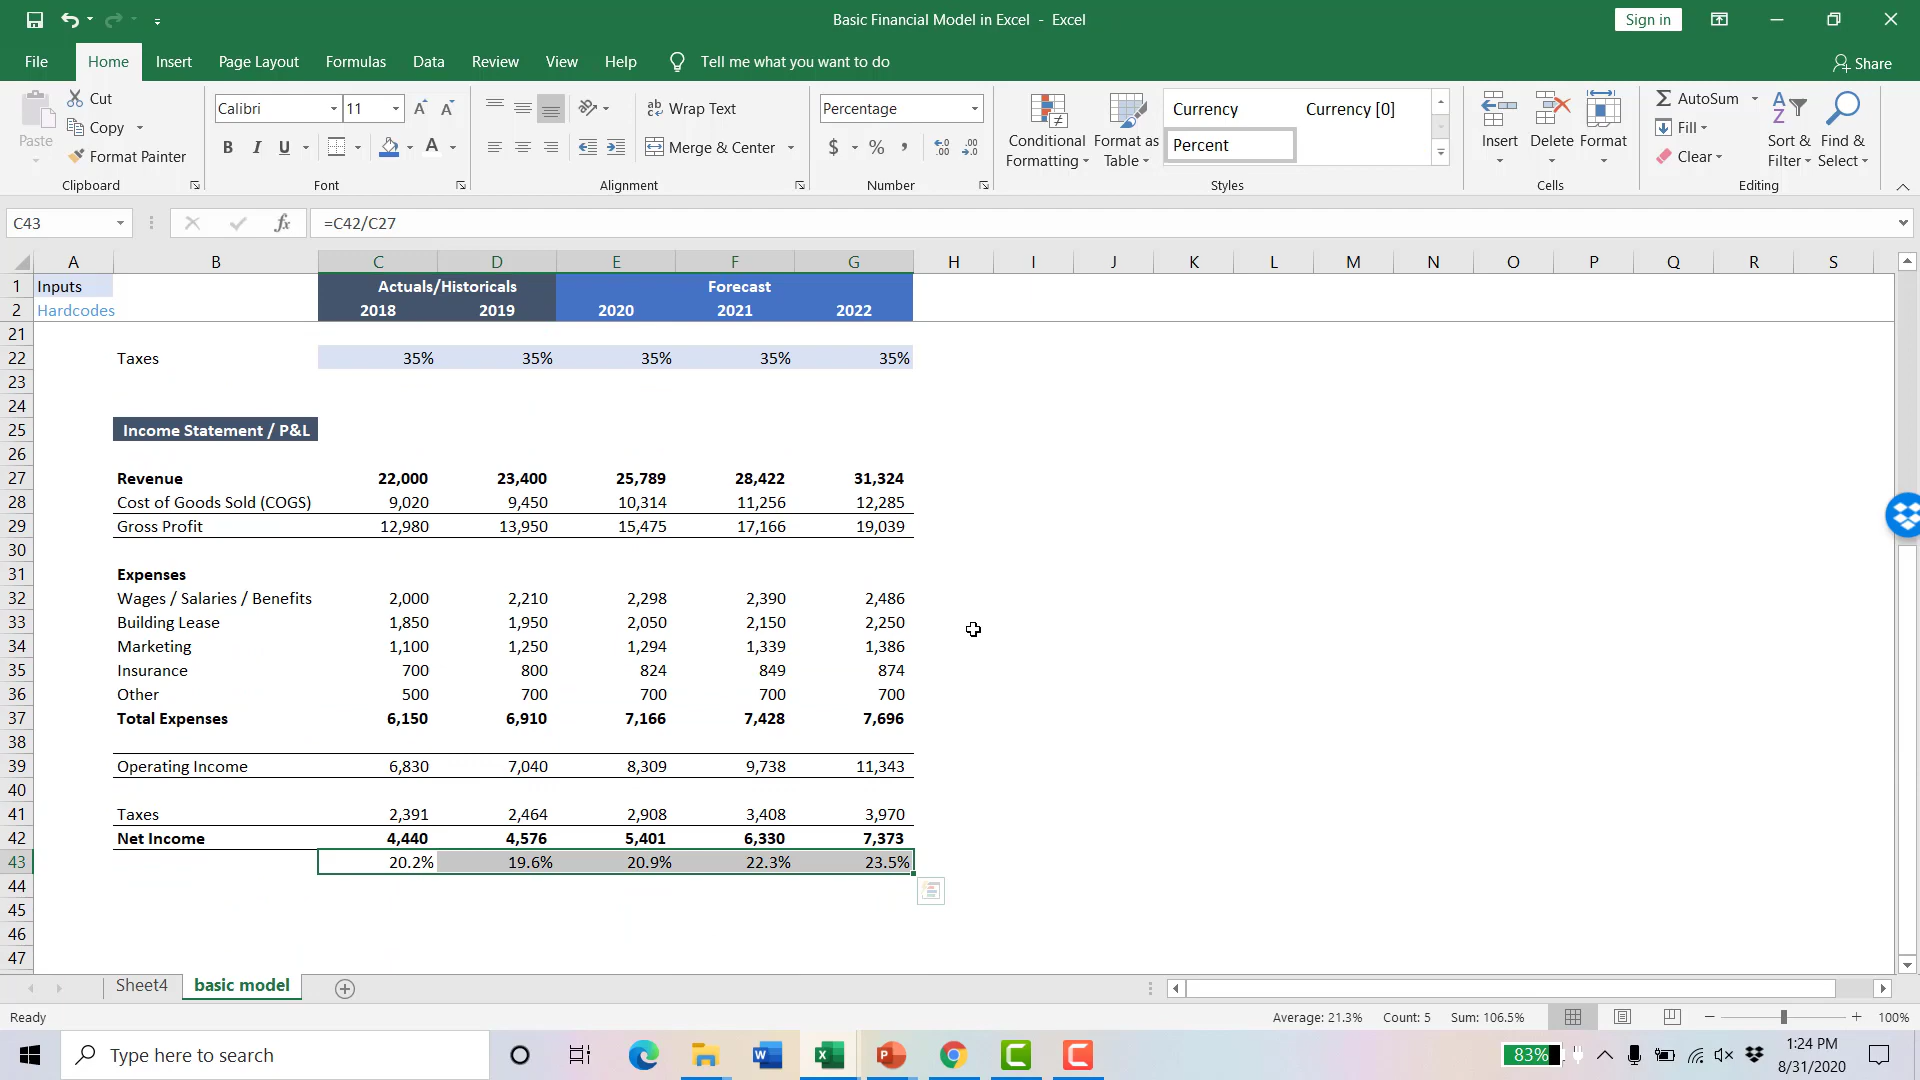 Basic Financial Model in Excel - Excel
Sign in
File Home Insert Page Layout Formulas Data Review View Help Tell me what you want to do
Share
Paste
Cut
Copy
Format Painter
Clipboard
Calibri 11
B I U A
Font
Wrap Text
Merge & Center
Alignment
Percentage
$ % ,
Number
Conditional Formatting
Format as Table
Currency Currency [0]
Percent
Styles
Insert Delete Format
Cells
AutoSum
Fill
Clear
Sort & Filter
Find & Select
Editing
C43 fx =C42/C27
A B C D E F G H I J K L M N O P Q R S
1 Inputs Actuals/Historicals Forecast
2 Hardcodes 2018 2019 2020 2021 2022
21
22 Taxes 35% 35% 35% 35% 35%
23
24
25 Income Statement / P&L
26
27 Revenue 22,000 23,400 25,789 28,422 31,324
28 Cost of Goods Sold (COGS) 9,020 9,450 10,314 11,256 12,285
29 Gross Profit 12,980 13,950 15,475 17,166 19,039
30
31 Expenses
32 Wages / Salaries / Benefits 2,000 2,210 2,298 2,390 2,486
33 Building Lease 1,850 1,950 2,050 2,150 2,250
34 Marketing 1,100 1,250 1,294 1,339 1,386
35 Insurance 700 800 824 849 874
36 Other 500 700 700 700 700
37 Total Expenses 6,150 6,910 7,166 7,428 7,696
38
39 Operating Income 6,830 7,040 8,309 9,738 11,343
40
41 Taxes 2,391 2,464 2,908 3,408 3,970
42 Net Income 4,440 4,576 5,401 6,330 7,373
43 20.2% 19.6% 20.9% 22.3% 23.5%
44
45
46
47
Sheet4 basic model
Ready Average: 21.3% Count: 5 Sum: 106.5% 100%
Type here to search
83%
1:24 PM
8/31/2020